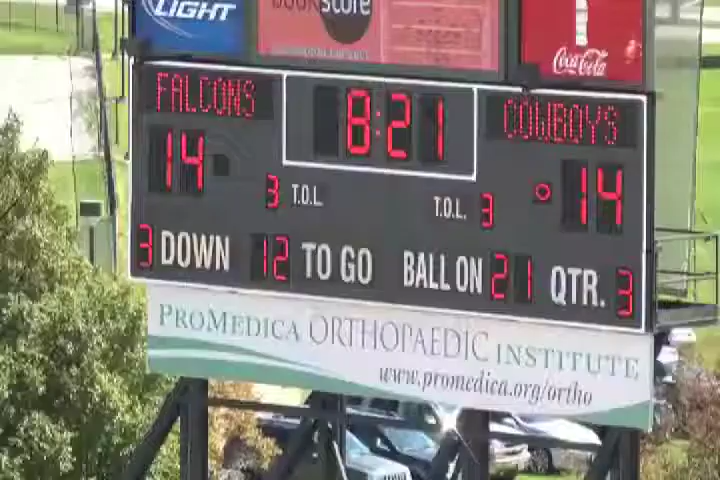 LIGHT
bookstore
Coca-Cola
FALCONS 8:21 COWBOYS
14 14
3 T.O.L. T.O.L. 3
3 DOWN 12 TO GO BALL ON 21 QTR. 3
PROMEDICA ORTHOPAEDIC INSTITUTE
www.promedica.org/ortho